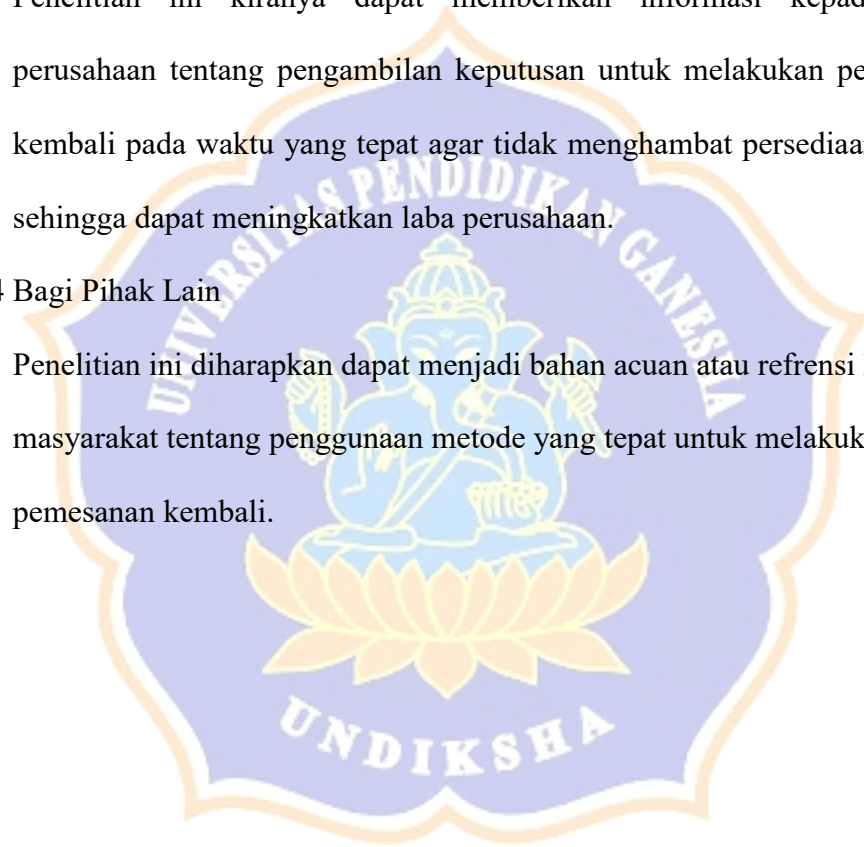 Penelitian ini kiranya dapat memberikan informasi kepad
perusahaan tentang pengambilan keputusan untuk melakukan pe
kembali pada waktu yang tepat agar tidak menghambat persediaa
sehingga dapat meningkatkan laba perusahaan.
4 Bagi Pihak Lain
Penelitian ini diharapkan dapat menjadi bahan acuan atau refrensi
masyarakat tentang penggunaan metode yang tepat untuk melakuk
pemesanan kembali.
UNIVERSITAS PENDIDIKAN GANESHA
UNDIKSHA